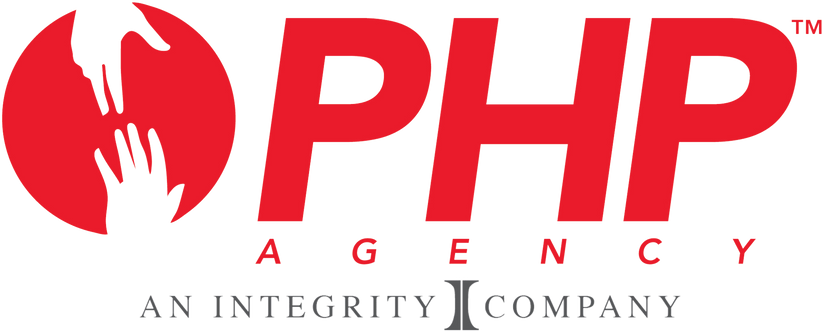 PHP™
AGENCY
AN INTEGRITY COMPANY